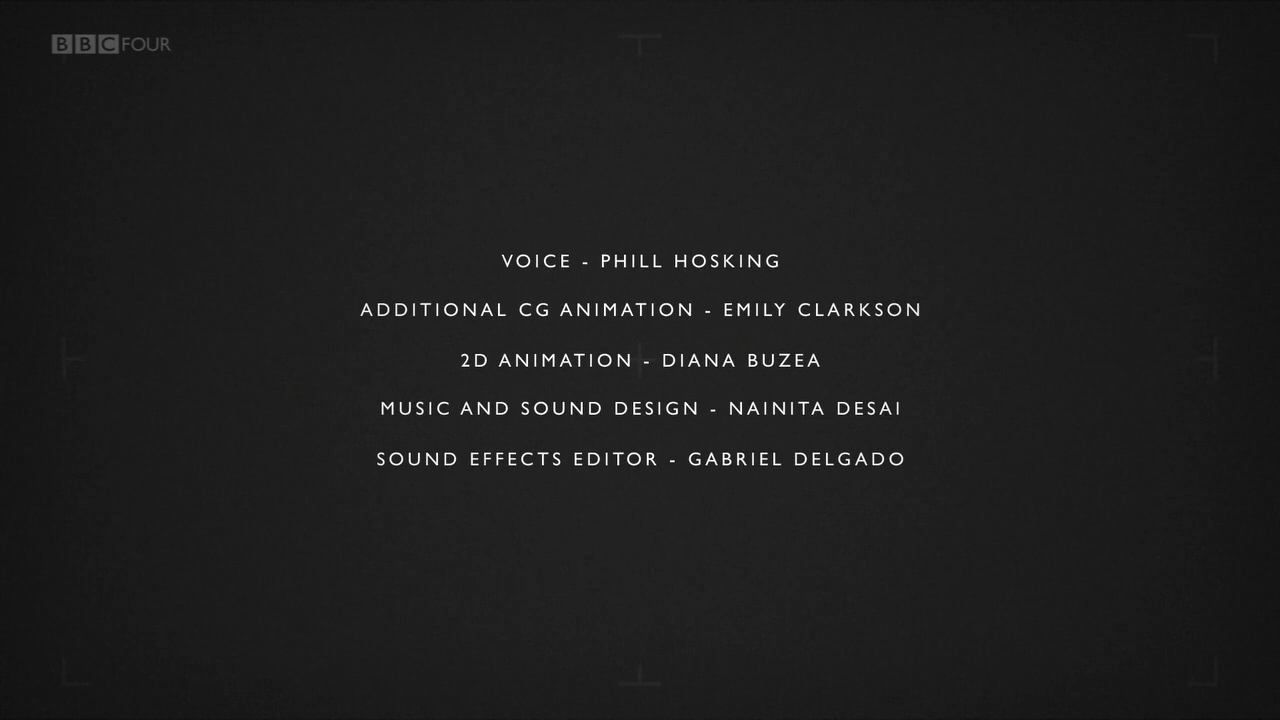 BBC FOUR
VOICE - PHILL HOSKING
ADDITIONAL CG ANIMATION - EMILY CLARKSON
2D ANIMATION - DIANA BUZEA
MUSIC AND SOUND DESIGN - NAINITA DESAI
SOUND EFFECTS EDITOR - GABRIEL DELGADO